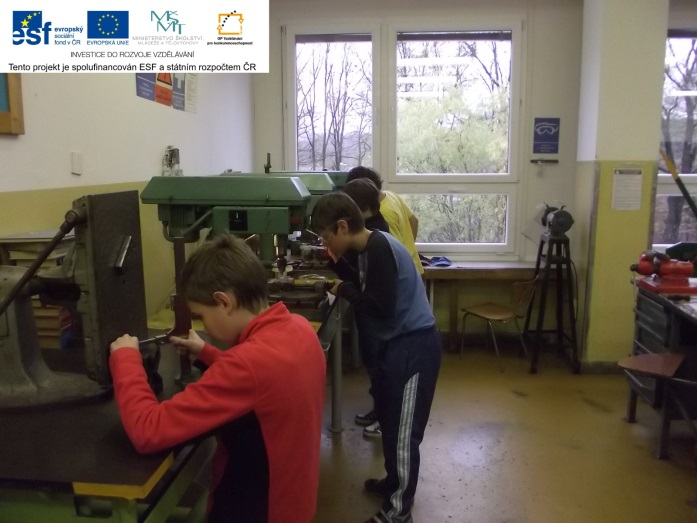 esf evropský
sociální
fond v ČR
EVROPSKÁ UNIE
MINISTERSTVO ŠKOLSTVÍ,
MLÁDEŽE A TĚLOVÝCHOVY
OP Vzdělávání
pro konkurenceschopnost
INVESTICE DO ROZVOJE VZDĚLÁVÁNÍ
Tento projekt je spolufinancován ESF a státním rozpočtem ČR